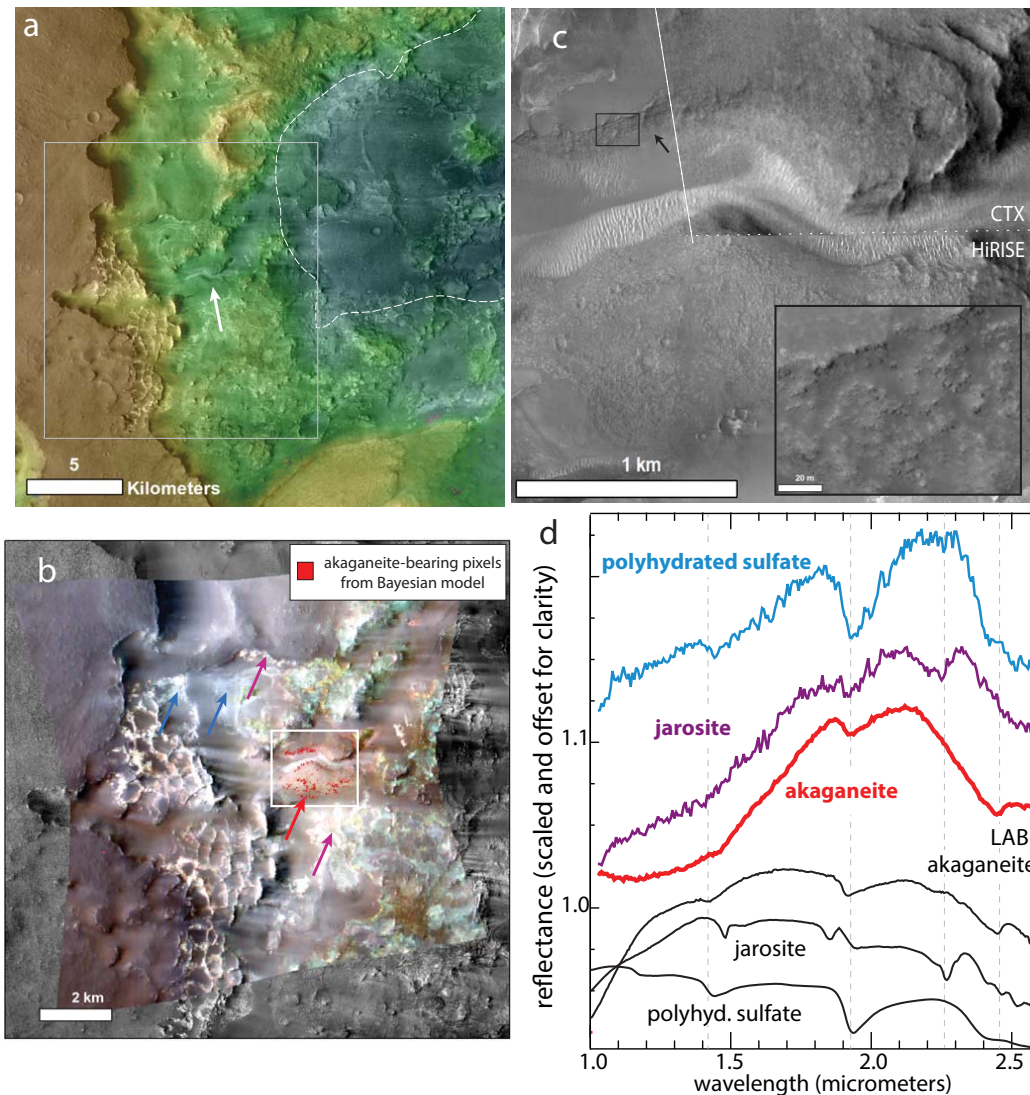 a
5
Kilometers
c
CTX
HiRISE
1 km
20 m
b
akaganeite-bearing pixels
from Bayesian model
2 km
d
polyhydrated sulfate
jarosite
akaganeite
LAB
akaganeite
jarosite
polyhyd. sulfate
1.10
1.0
reflectance (scaled and offset for clarity)
1.0
1.5
2.0
2.5
wavelength (micrometers)